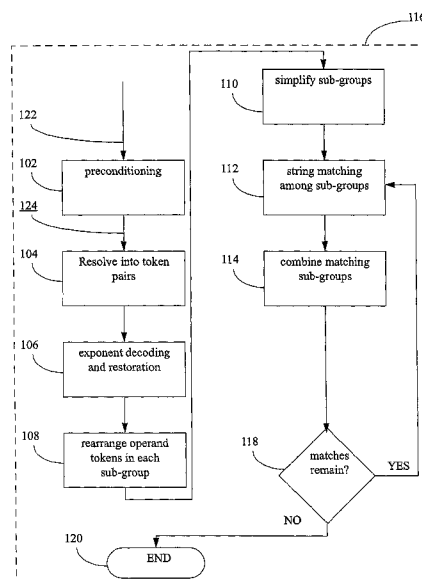 116
122
102
preconditioning
124
104
Resolve into token
pairs
106
exponent decoding
and restoration
108
rearrange operand
tokens in each
sub-group
110
simplify sub-groups
112
string matching
among sub-groups
114
combine matching
sub-groups
118
matches
remain?
YES
NO
120
END